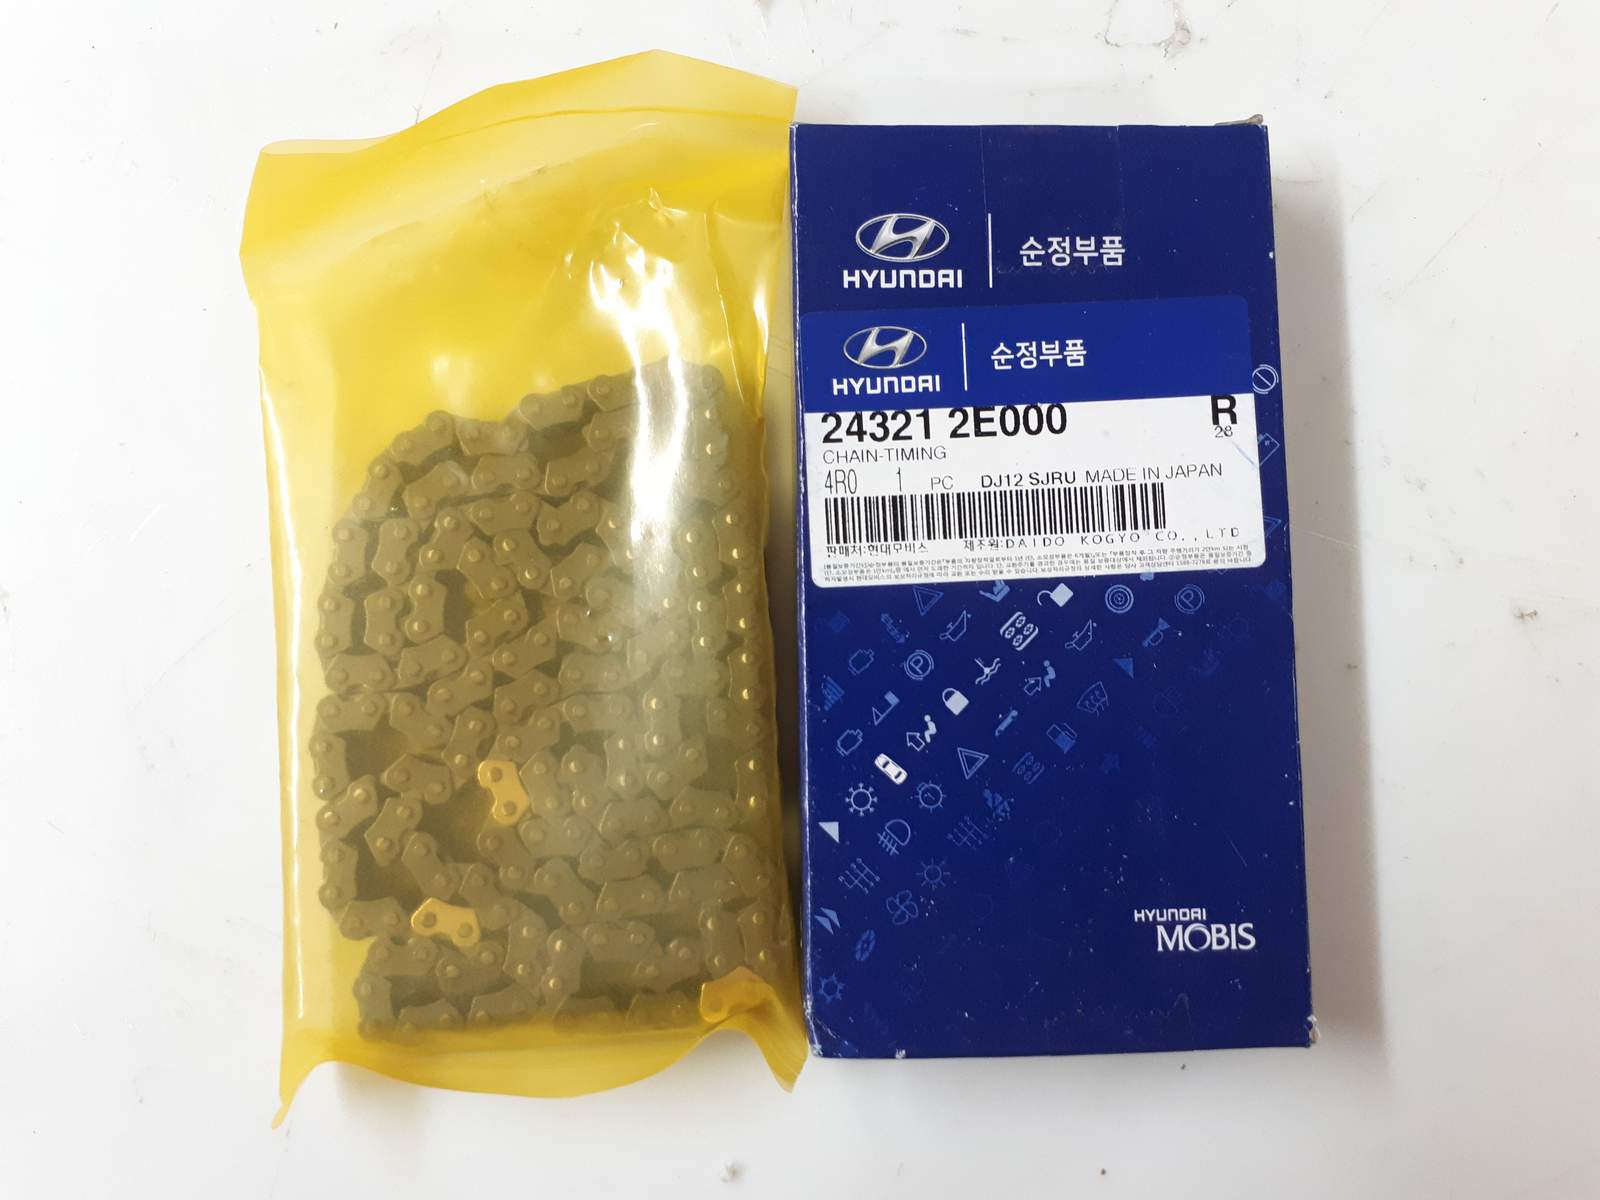 HYUNDAI
순정부품
HYUNDAI
순정부품
24321 2E000
R
28
CHAIN-TIMING
4R0 1 PC DJ12 SJRU MADE IN JAPAN
판매처:현대모비스 제조원:DAIDO KOGYO CO., LTD
HYUNDAI
MOBIS